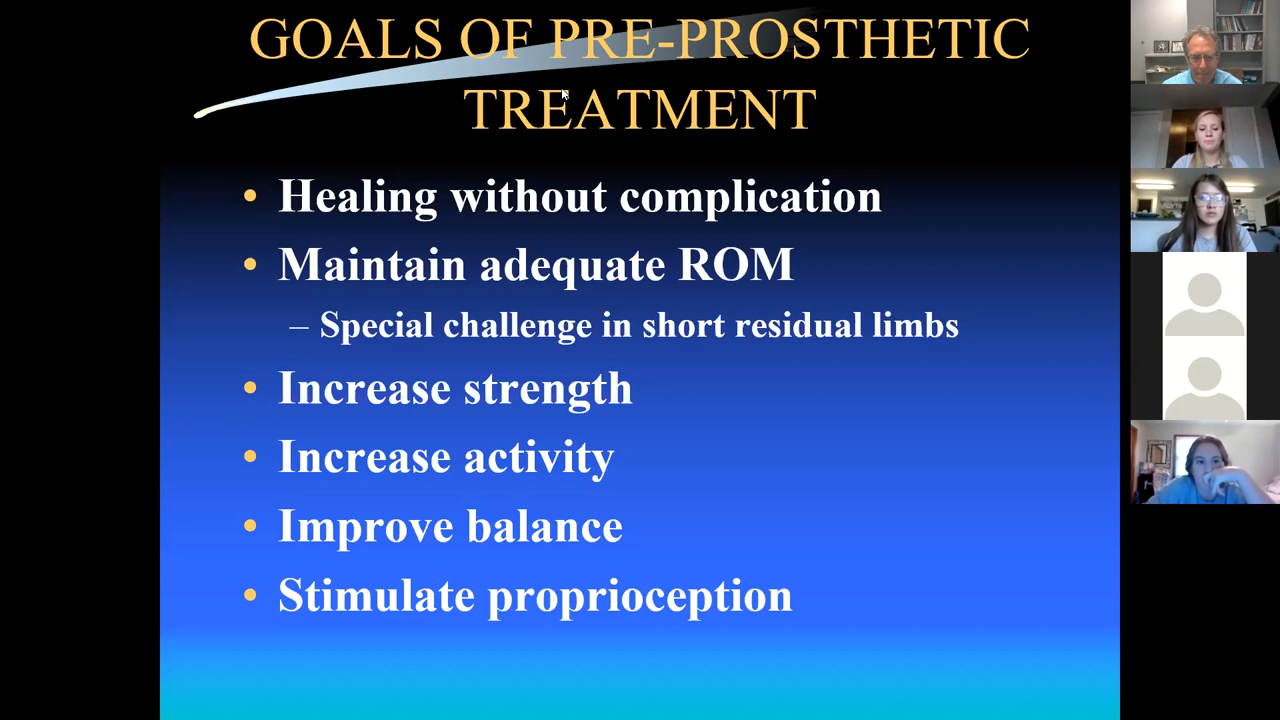 GOALS OF PRE-PROSTHETIC
TREATMENT
• Healing without complication
• Maintain adequate ROM
– Special challenge in short residual limbs
• Increase strength
• Increase activity
• Improve balance
• Stimulate proprioception